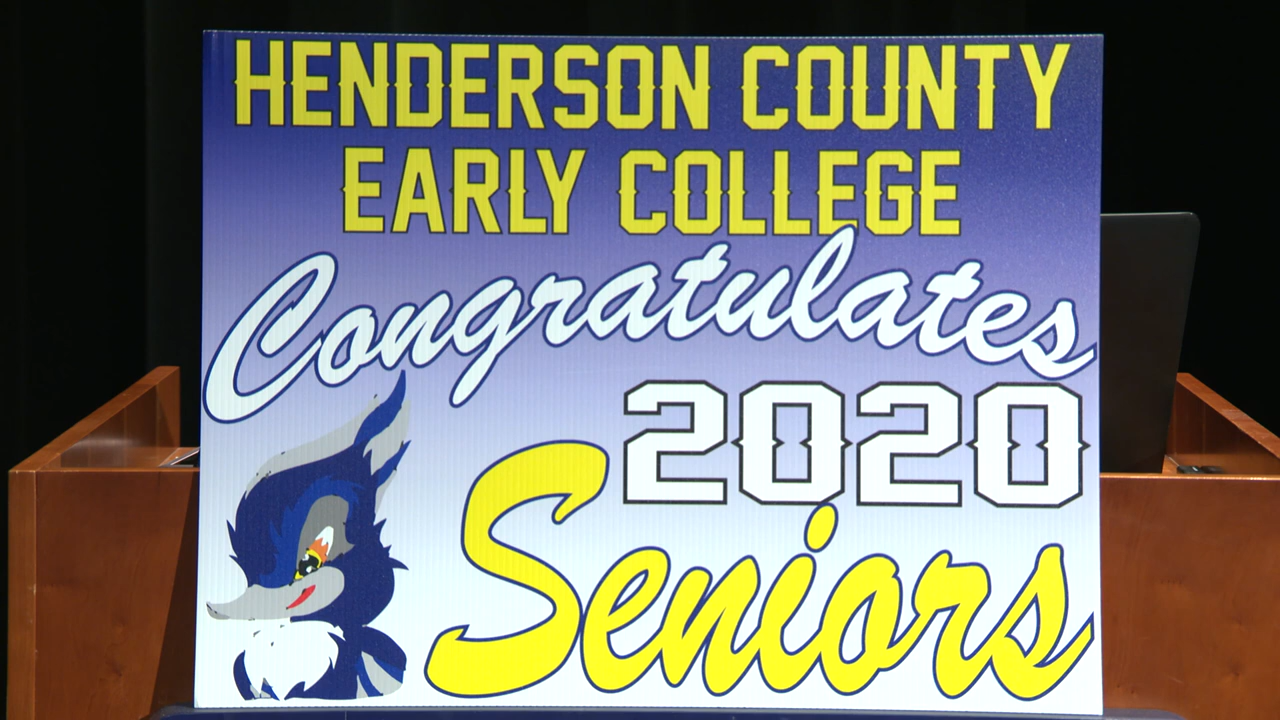 HENDERSON COUNTY
EARLY COLLEGE
Congratulates
2020
Seniors